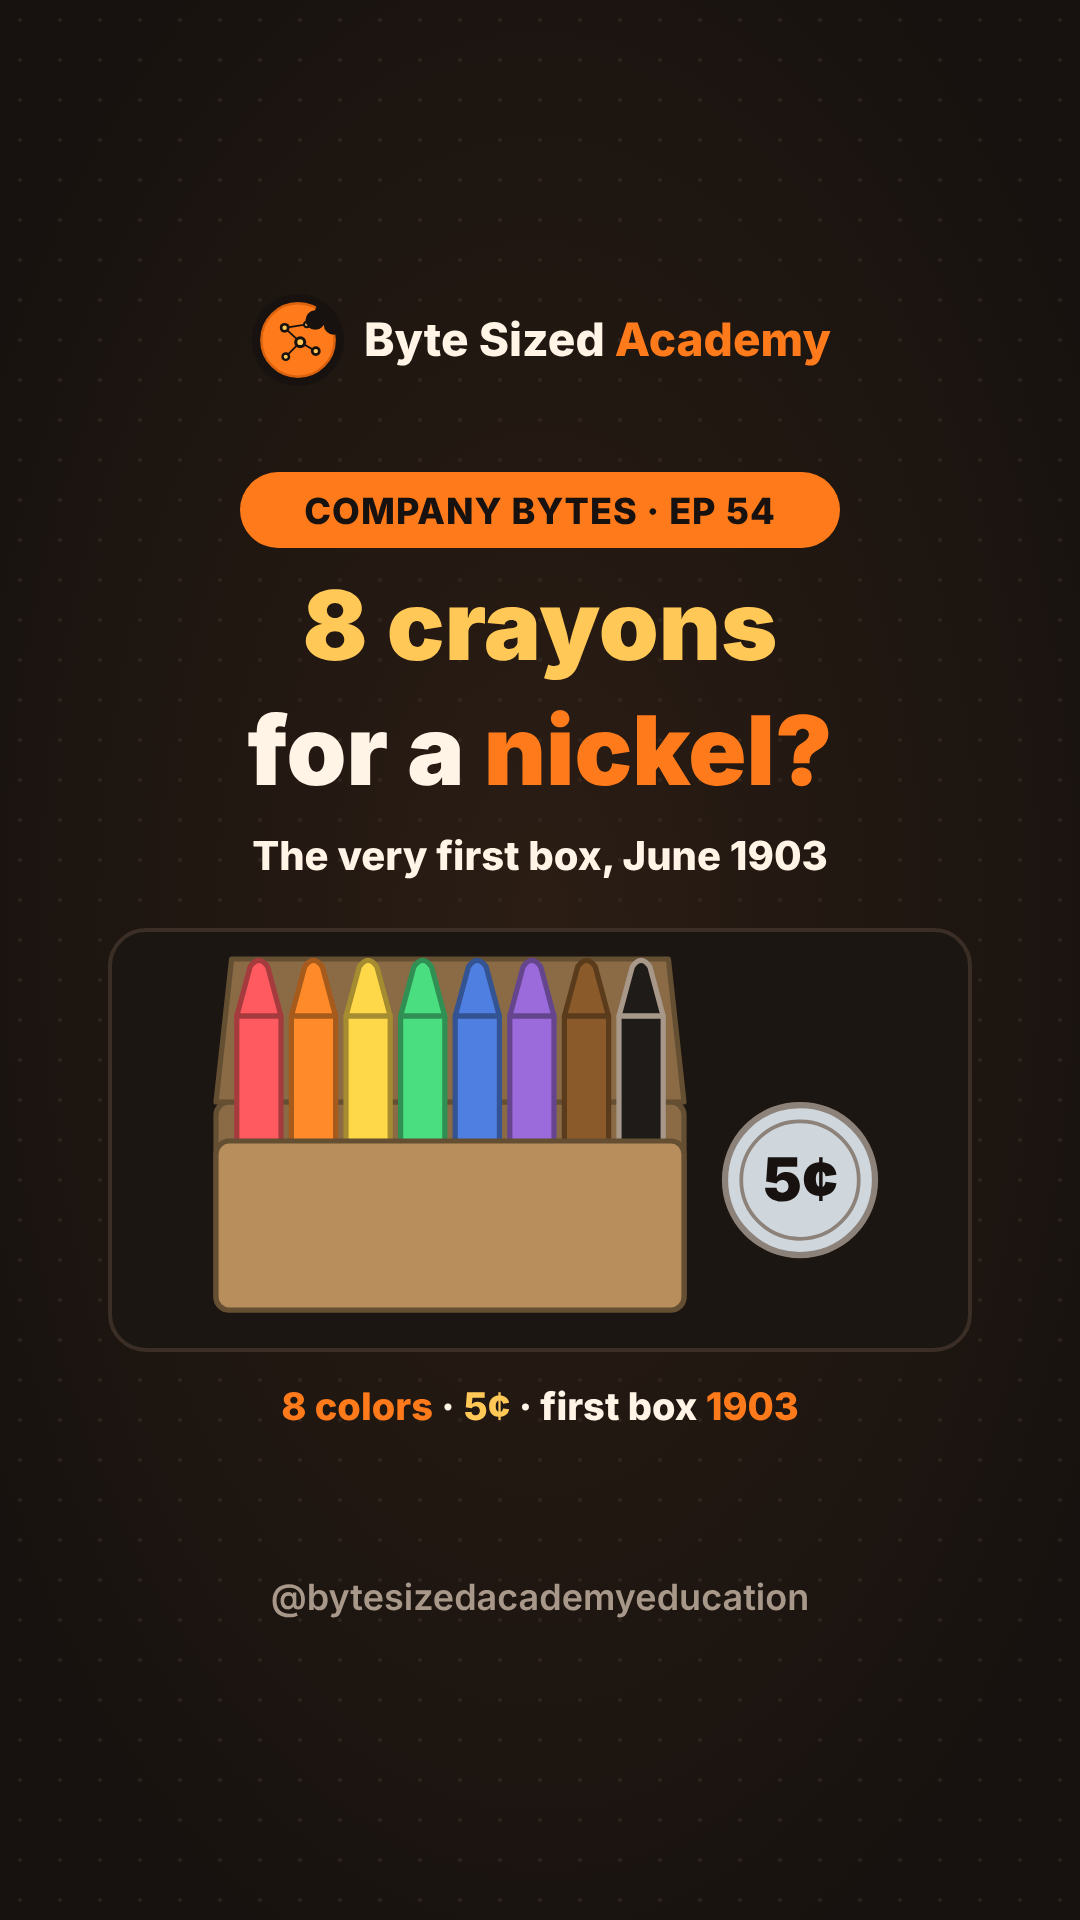 Byte Sized Academy
COMPANY BYTES · EP 54
8 crayons
for a nickel?
The very first box, June 1903
5¢
8 colors · 5¢ · first box 1903
@bytesizedacademyeducation